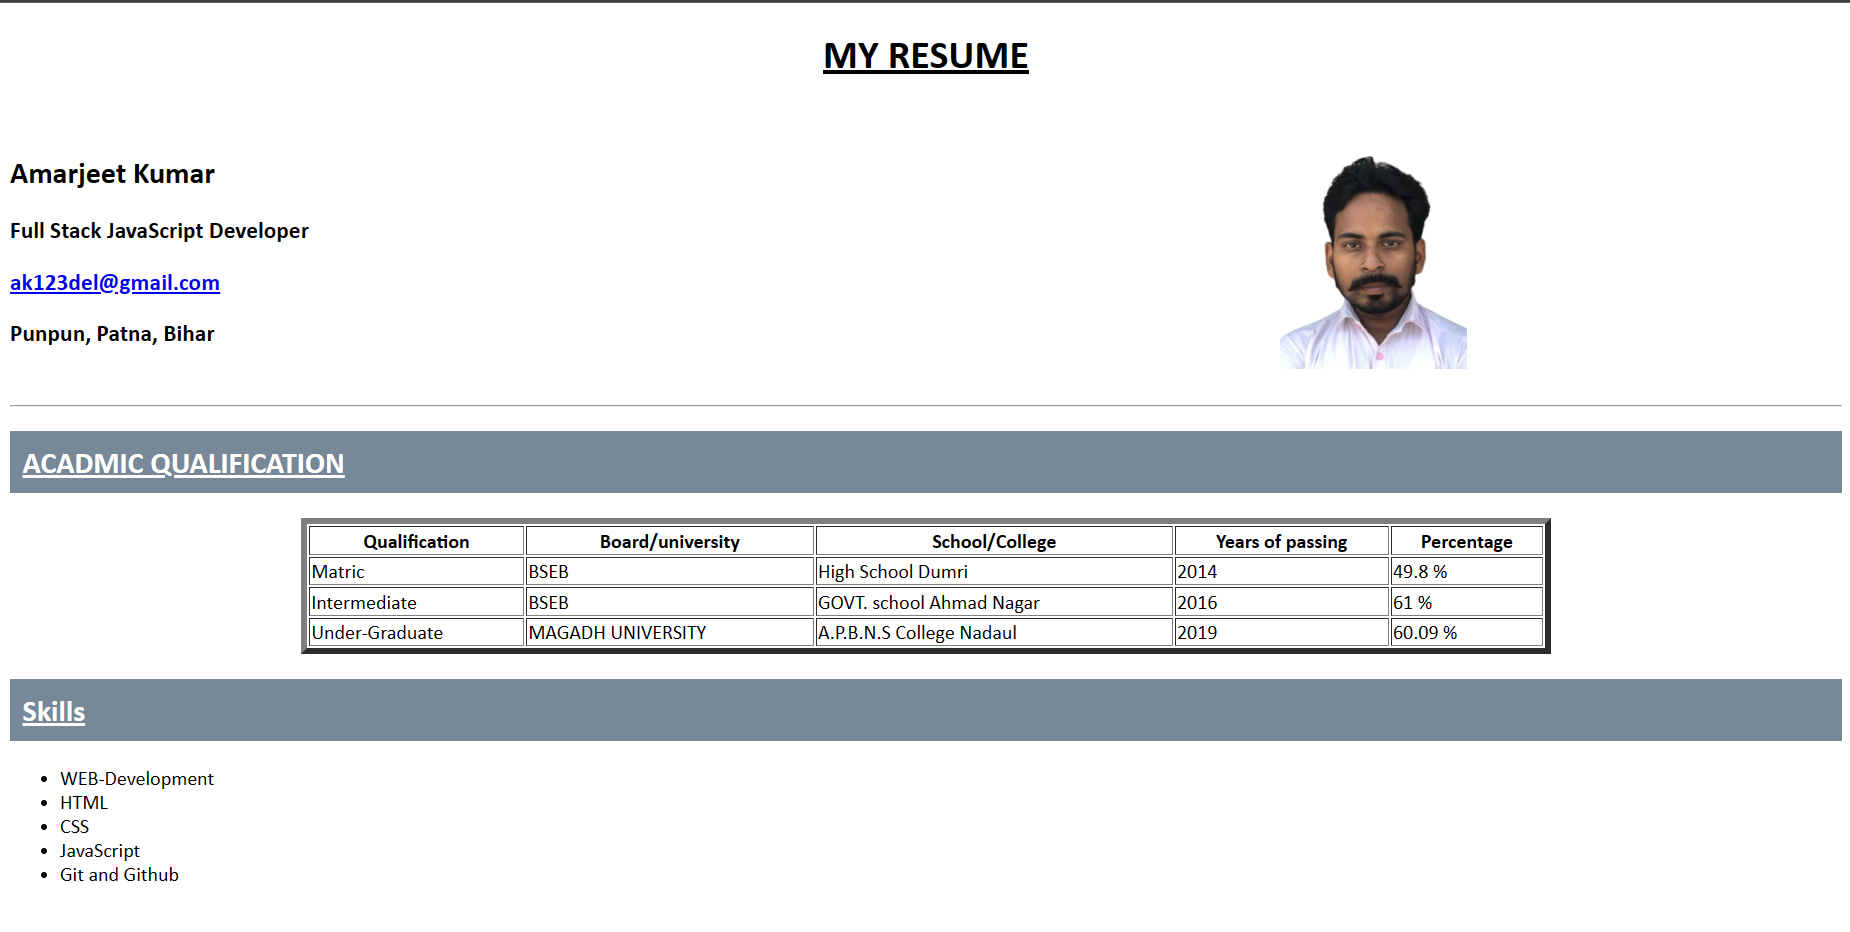 MY RESUME
Amarjeet Kumar
Full Stack JavaScript Developer
ak123del@gmail.com
Punpun, Patna, Bihar
ACADMIC QUALIFICATION
Qualification Board/university School/College Years of passing Percentage
Matric BSEB High School Dumri 2014 49.8 %
Intermediate BSEB GOVT. school Ahmad Nagar 2016 61 %
Under-Graduate MAGADH UNIVERSITY A.P.B.N.S College Nadaul 2019 60.09 %
Skills
• WEB-Development
• HTML
• CSS
• JavaScript
• Git and Github